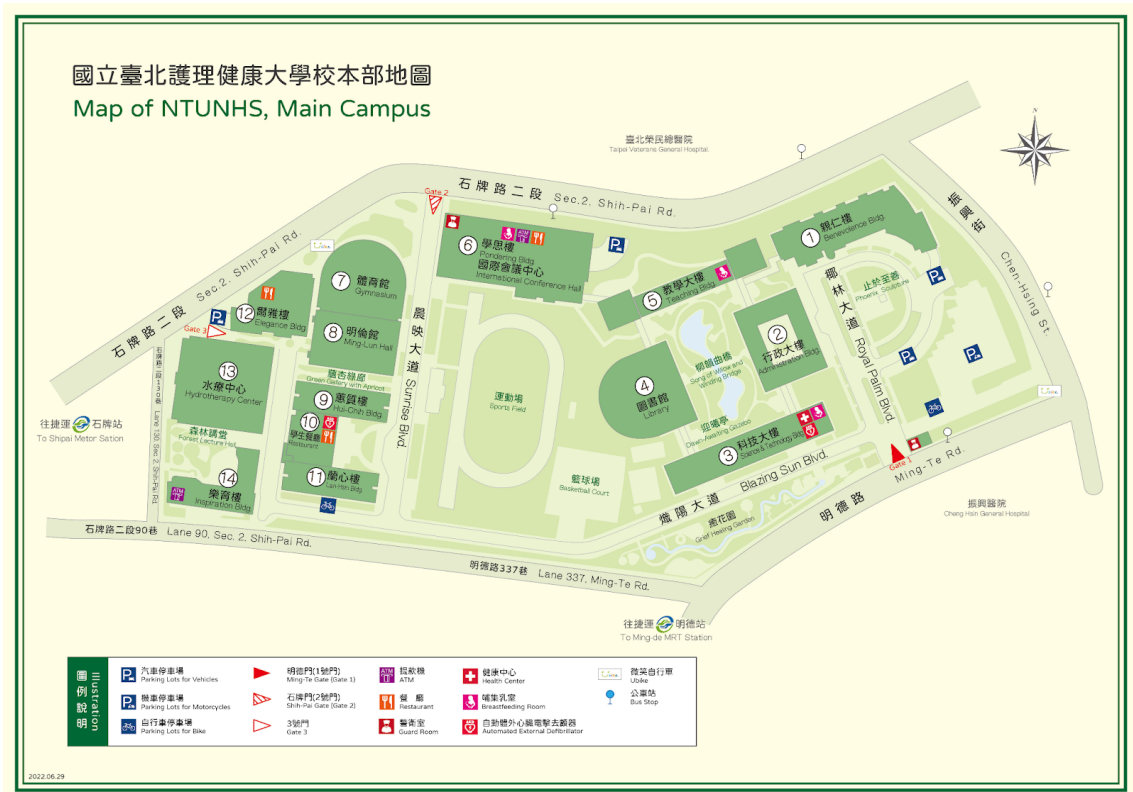 國立臺北護理健康大學校本部地圖
Map of NTUNHS, Main Campus
N
臺北榮民總醫院
Taipei Veterans General Hospital
Gate 2
石牌路二段 Sec.2, Shih-Pai Rd.
振興街
Chen-Hsing St.
石牌路二段 Sec.2, Shih-Pai Rd.
Ubike
1
親仁樓
Benevolence Bldg.
6
學思樓
Pondering Bldg.
國際會議中心
International Conference Hall
ATM
P
P
7
體育館
Gymnasium
5
教學大樓
Teaching Bldg.
椰林大道 Royal Palm Blvd.
止於至善
Phoenix Sculpture
12
爾雅樓
Elegance Bldg.
P
Gate 3
8
明倫館
Ming-Lun Hall
晨映大道 Sunrise Blvd.
2
行政大樓
Administration Bldg.
P
P
柳韻曲橋
Song of Willow and
Winding Bridge
13
水療中心
Hydrotherapy Center
蘊杏綠廊
Green Gallery with Apricot
9
蕙質樓
Hui-Chih Bldg.
4
圖書館
Library
運動場
Sports Field
Ubike
石牌路二段130巷 Lane 130, Sec.2, Shih-Pai Rd.
往捷運 石牌站
To Shipai Metor Sation
森林講堂
Forest Lecture Hall
10
學生餐廳
Restaurant
迎曦亭
Dawn-Awaiting Gazebo
3
科技大樓
Science & Technology Bldg.
14
樂育樓
Inspiration Bldg.
ATM
11
蘭心樓
Lan-Hsin Bldg.
籃球場
Basketball Court
熾陽大道 Blazing Sun Blvd.
Gate 1
明德路 Ming-Te Rd.
癒花園
Grief Healing Garden
振興醫院
Cheng Hsin General Hospital
石牌路二段90巷 Lane 90, Sec. 2, Shih-Pai Rd.
明德路337巷 Lane 337, Ming-Te Rd.
往捷運 明德站
To Ming-de MRT Station
圖例說明
Illustration
P
汽車停車場
Parking Lots for Vehicles
P
機車停車場
Parking Lots for Motorcycles
自行車停車場
Parking Lots for Bike
明德門(1號門)
Ming-Te Gate (Gate 1)
石牌門(2號門)
Shih-Pai Gate (Gate 2)
3號門
Gate 3
ATM
提款機
ATM
餐 廳
Restaurant
警衛室
Guard Room
健康中心
Health Center
哺集乳室
Breastfeeding Room
自動體外心臟電擊去顫器
Automated External Defibrillator
Ubike
微笑自行車
Ubike
公車站
Bus Stop
2022.06.29